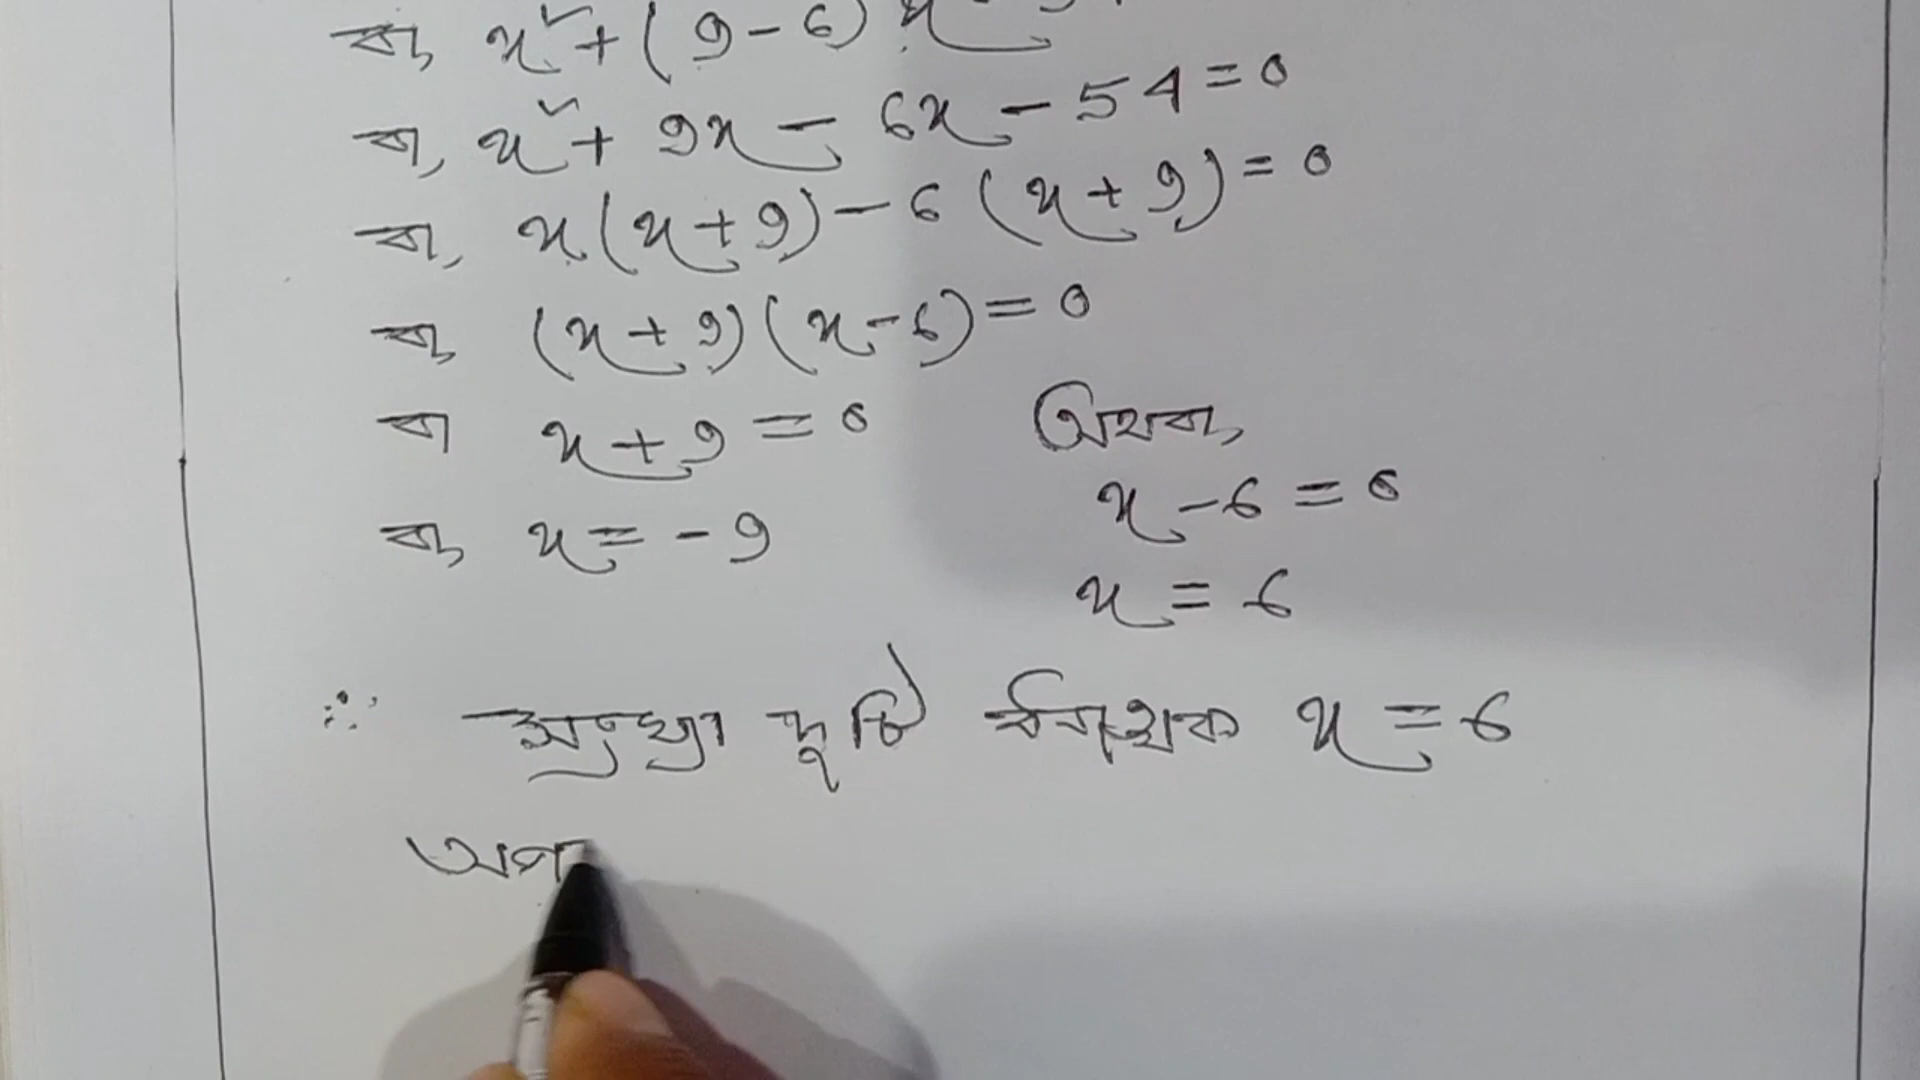 বা, x² + (9 - 6) x
বা, x² + 9x - 6x - 54 = 0
বা, x(x + 9) - 6 (x + 9) = 0
বা, (x + 9)(x - 6) = 0
বা x + 9 = 0 অথবা,
x - 6 = 0
বা, x = - 9
x = 6
∴ সংখ্যা দুটি ধনাত্মক x = 6
অপ